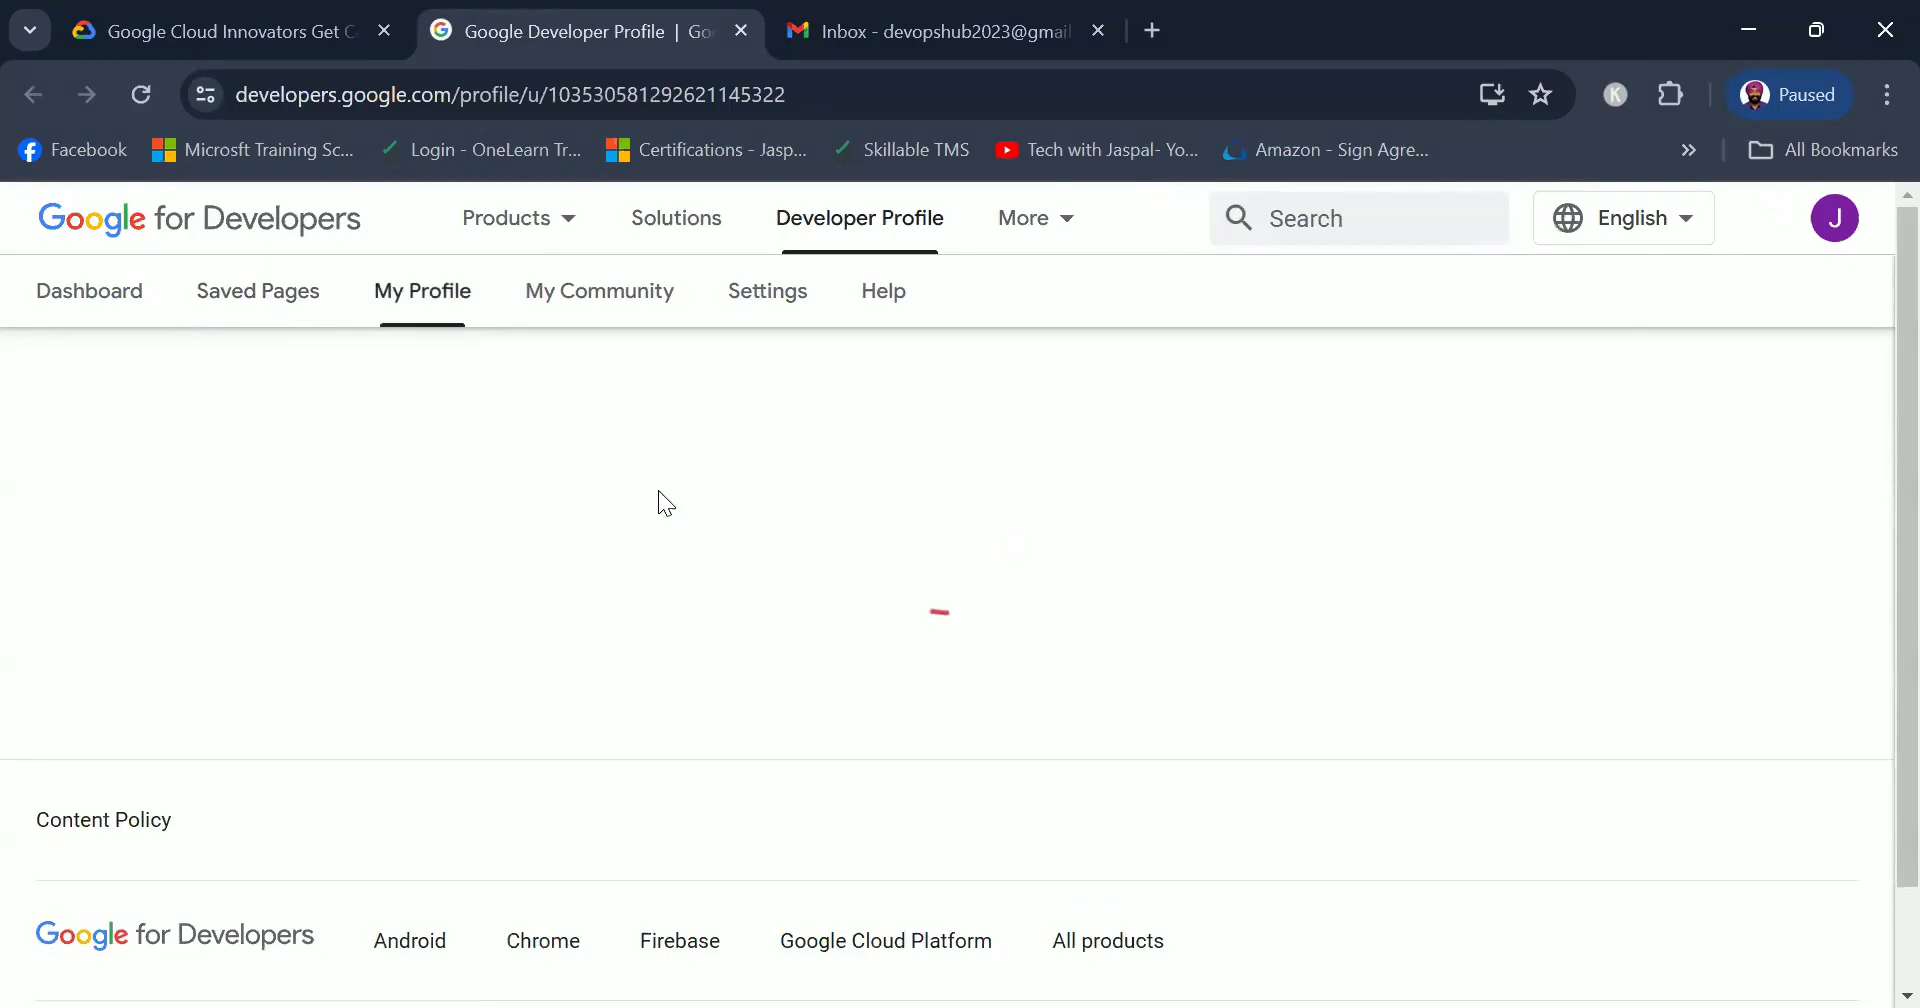 Google Cloud Innovators Get C
Google Developer Profile | Go
Inbox - devopshub2023@gmail
developers.google.com/profile/u/103530581292621145322
K
Paused
Facebook
Microsft Training Sc...
Login - OneLearn Tr...
Certifications - Jasp...
Skillable TMS
Tech with Jaspal- Yo...
Amazon - Sign Agre...
»
All Bookmarks
Google for Developers
Products
Solutions
Developer Profile
More
Search
English
J
Dashboard
Saved Pages
My Profile
My Community
Settings
Help
Content Policy
Google for Developers
Android
Chrome
Firebase
Google Cloud Platform
All products